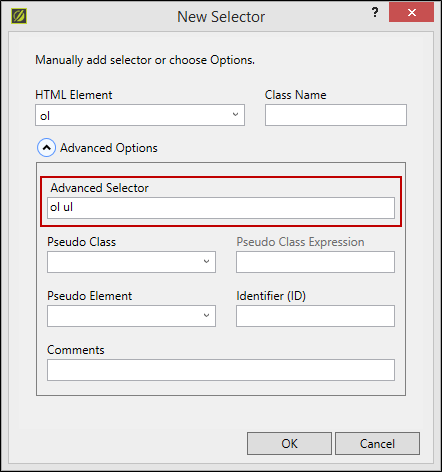 New Selector
?
Manually add selector or choose Options.
HTML Element Class Name
ol
Advanced Options
Advanced Selector
ol ul
Pseudo Class Pseudo Class Expression
Pseudo Element Identifier (ID)
Comments
OK Cancel